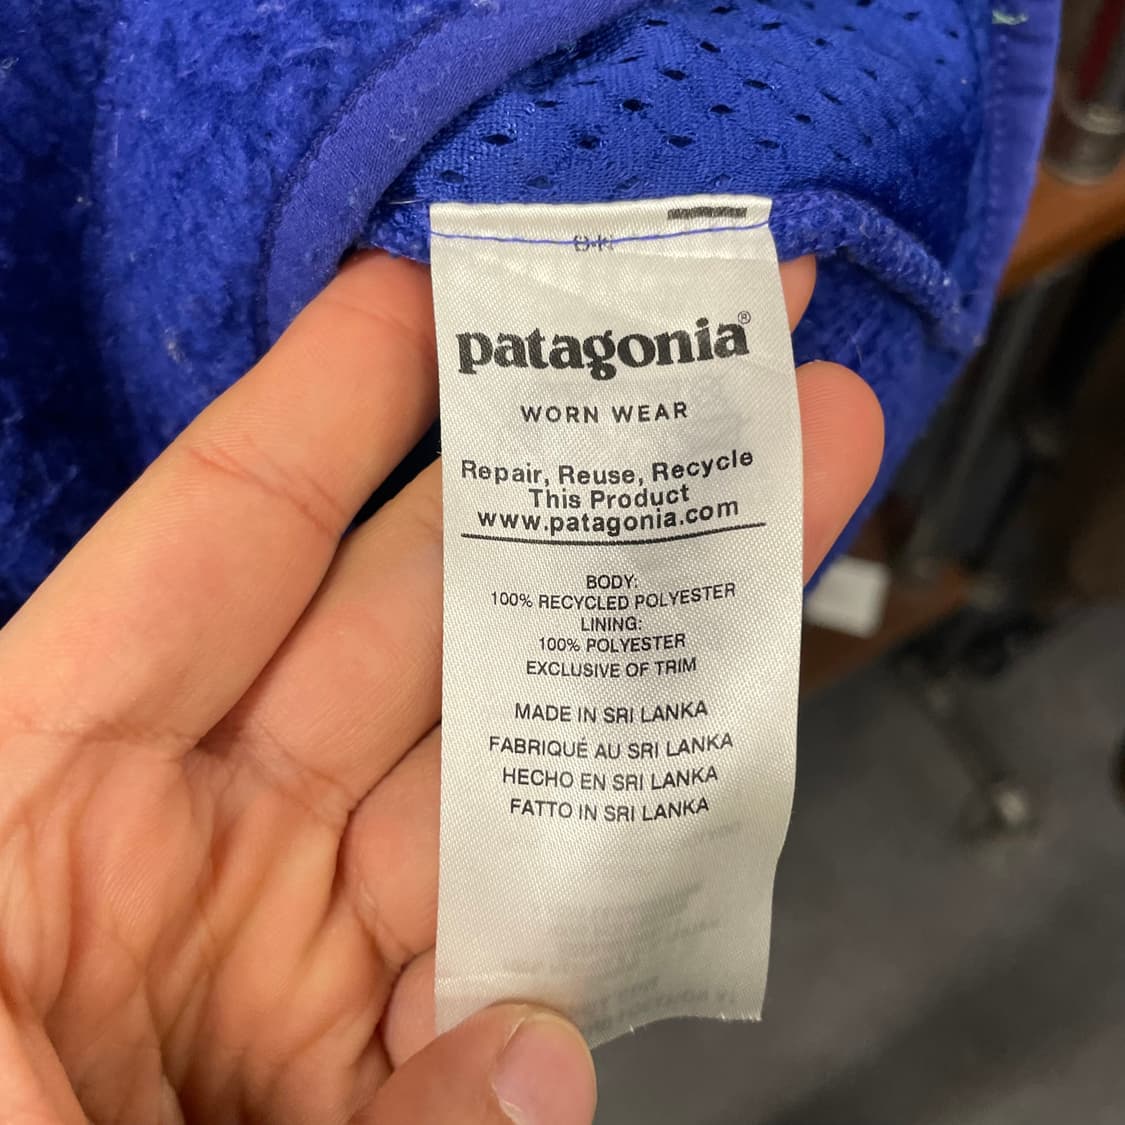 patagonia®
WORN WEAR
Repair, Reuse, Recycle
This Product
www.patagonia.com
BODY:
100% RECYCLED POLYESTER
LINING:
100% POLYESTER
EXCLUSIVE OF TRIM
MADE IN SRI LANKA
FABRIQUÉ AU SRI LANKA
HECHO EN SRI LANKA
FATTO IN SRI LANKA